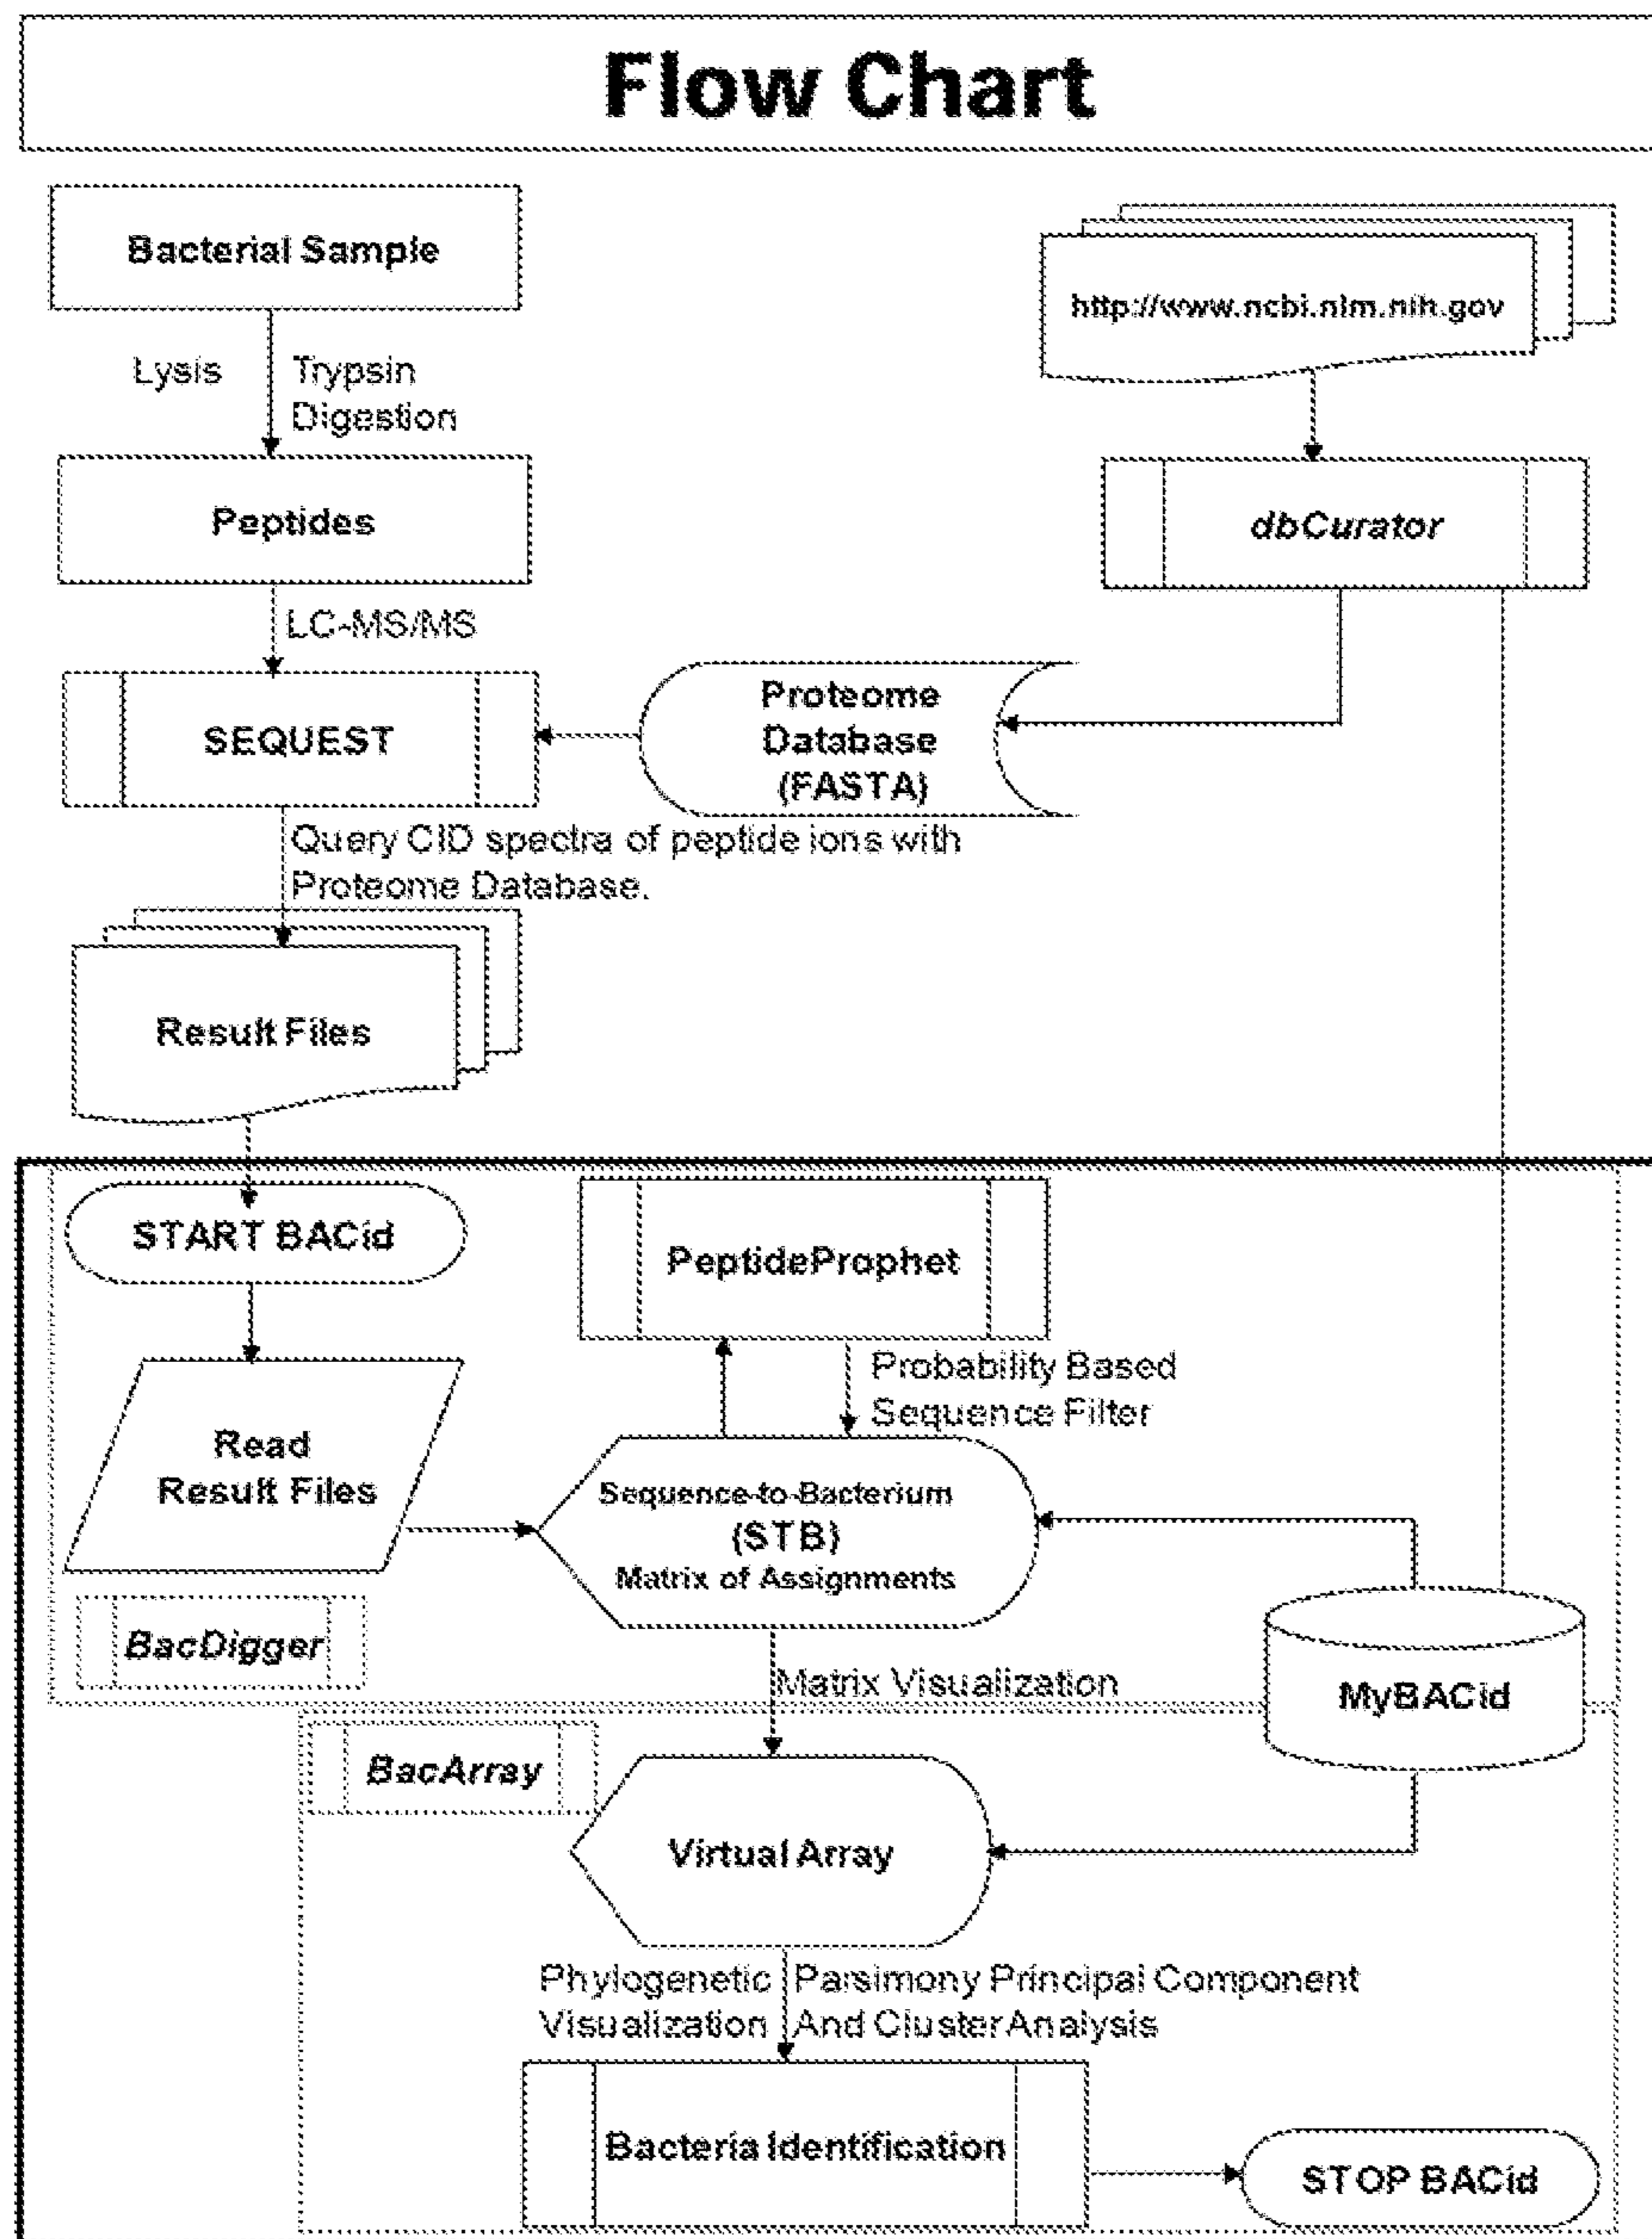 Flow Chart
Bacterial Sample
http://www.ncbi.nlm.nih.gov
Lysis
Trypsin
Digestion
Peptides
dbCurator
LC-MS/MS
SEQUEST
Proteome
Database
(FASTA)
Query CID spectra of peptide ions with
Proteome Database.
Result Files
START BACid
PeptideProphet
Probability Based
Sequence Filter
Read
Result Files
Sequence-to-Bacterium
(STB)
Matrix of Assignments
BacDigger
Matrix Visualization
MyBACid
BacArray
Virtual Array
Phylogenetic
Visualization
Parsimony Principal Component
And Cluster Analysis
Bacteria Identification
STOP BACid